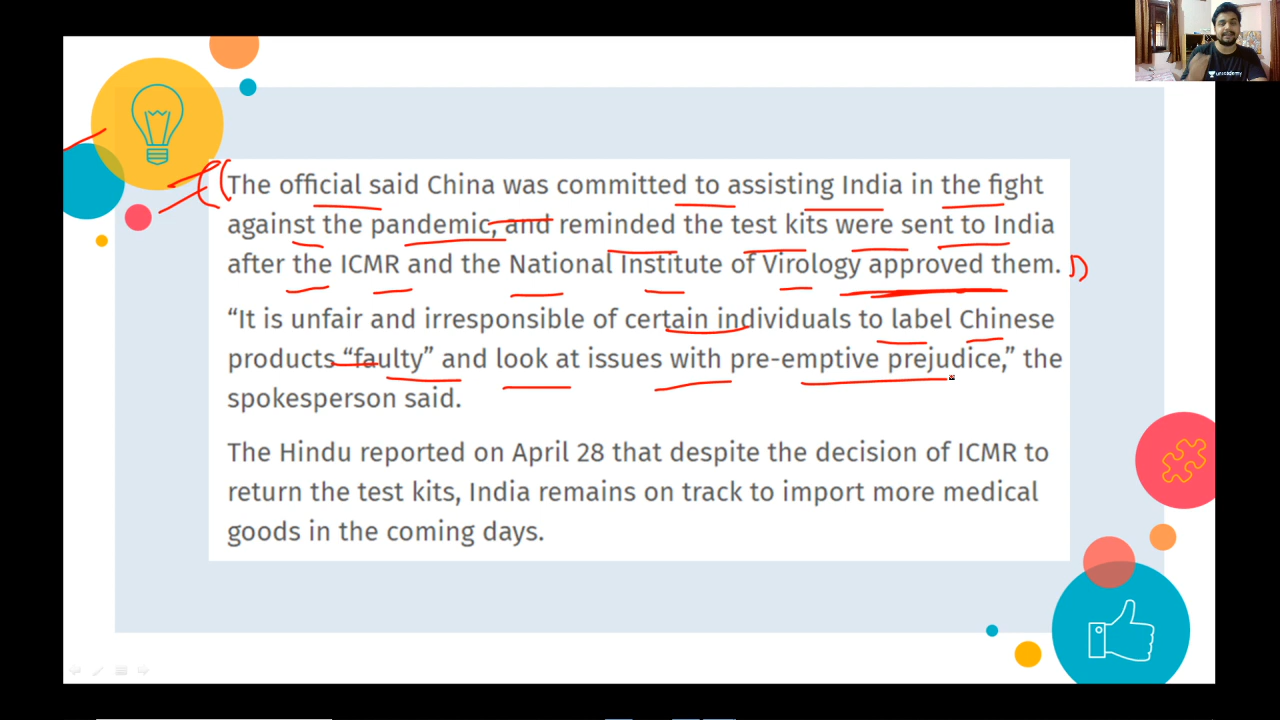 unacademy
The official said China was committed to assisting India in the fight
against the pandemic, and reminded the test kits were sent to India
after the ICMR and the National Institute of Virology approved them.
“It is unfair and irresponsible of certain individuals to label Chinese
products “faulty” and look at issues with pre-emptive prejudice,” the
spokesperson said.
The Hindu reported on April 28 that despite the decision of ICMR to
return the test kits, India remains on track to import more medical
goods in the coming days.